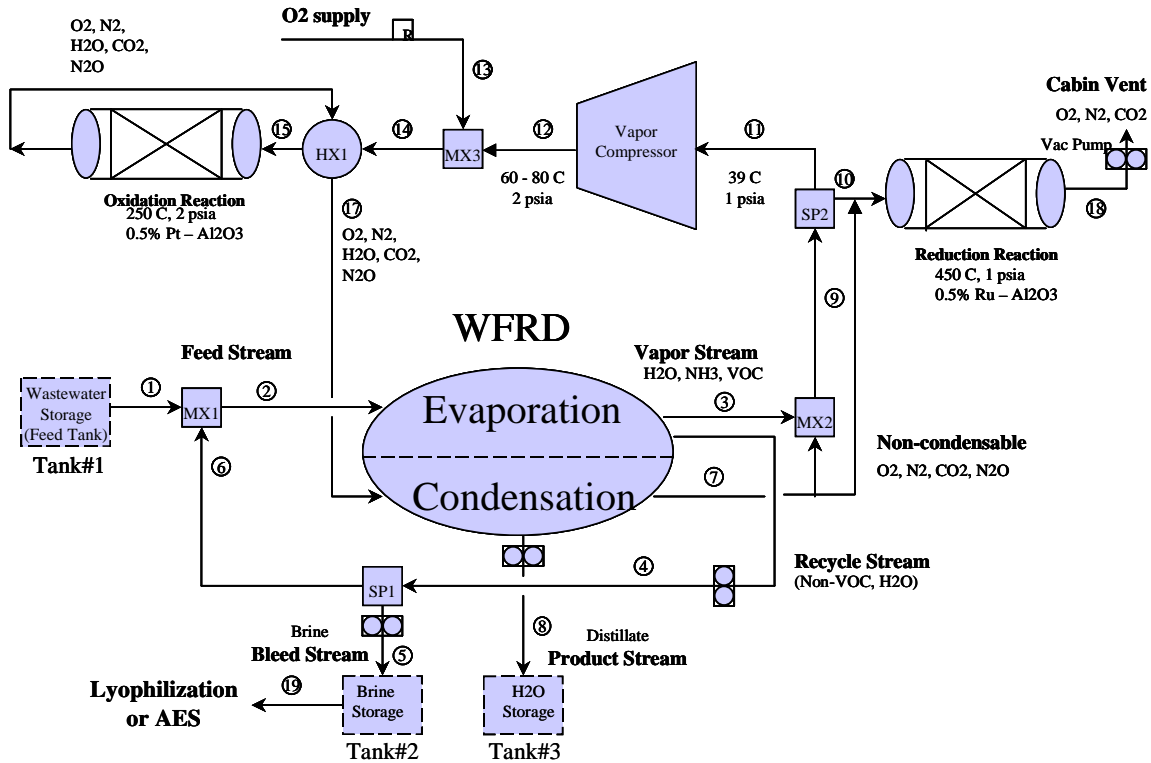 O2 supply
R
O2, N2,
H2O, CO2,
N2O
13
Cabin Vent
O2, N2, CO2
Vac Pump
15
HX1
14
MX3
12
Vapor
Compressor
11
10
SP2
18
60 - 80 C
2 psia
39 C
1 psia
Oxidation Reaction
250 C, 2 psia
0.5% Pt – Al2O3
17
O2, N2,
H2O, CO2,
N2O
Reduction Reaction
450 C, 1 psia
0.5% Ru – Al2O3
9
WFRD
Feed Stream
Vapor Stream
H2O, NH3, VOC
Wastewater
Storage
(Feed Tank)
Tank#1
1
MX1
2
Evaporation
3
MX2
6
Condensation
7
Non-condensable
O2, N2, CO2, N2O
4
Recycle Stream
(Non-VOC, H2O)
SP1
Brine
Bleed Stream
5
8
Distillate
Product Stream
Lyophilization
or AES
19
Brine
Storage
Tank#2
H2O
Storage
Tank#3